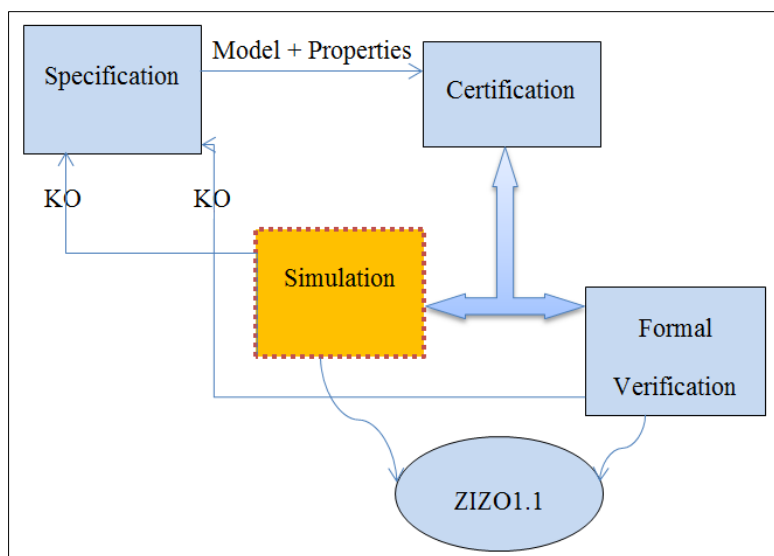 Model + Properties
Specification
Certification
KO
KO
Simulation
Formal
Verification
ZIZO1.1